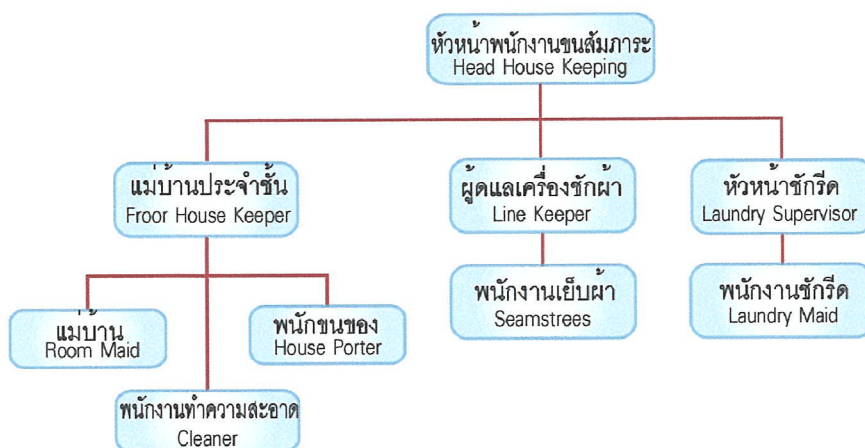 หัวหน้าพนักงานขนสัมภาระ
Head House Keeping
แม่บ้านประจำชั้น
Froor House Keeper
ผู้ดแลเครื่องซักผ้า
Line Keeper
หัวหน้าซักรีด
Laundry Supervisor
แม่บ้าน
Room Maid
พนักขนของ
House Porter
พนักงานเย็บผ้า
Seamstrees
พนักงานซักรีด
Laundry Maid
พนักงานทำความสะอาด
Cleaner